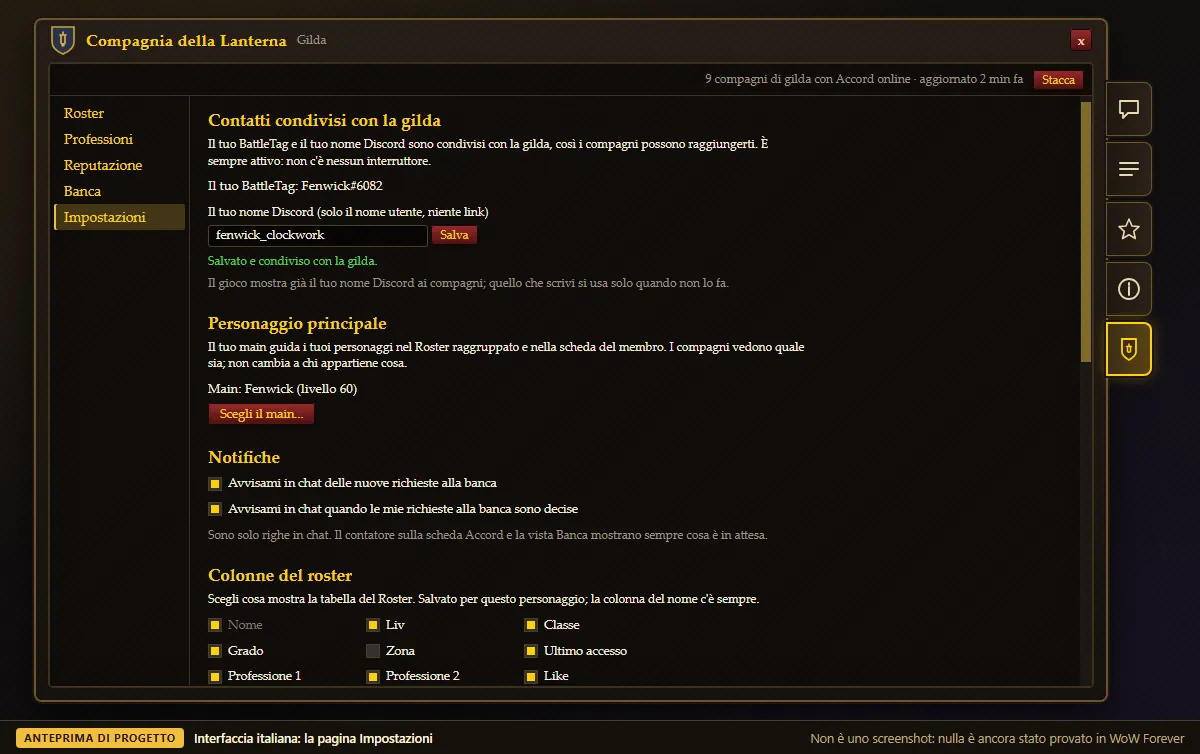 Compagnia della Lanterna Gilda
x
9 compagni di gilda con Accord online · aggiornato 2 min fa Stacca
Roster
Professioni
Reputazione
Banca
Impostazioni
Contatti condivisi con la gilda
Il tuo BattleTag e il tuo nome Discord sono condivisi con la gilda, così i compagni possono raggiungerti. È
sempre attivo: non c'è nessun interruttore.
Il tuo BattleTag: Fenwick#6082
Il tuo nome Discord (solo il nome utente, niente link)
fenwick_clockwork Salva
Salvato e condiviso con la gilda.
Il gioco mostra già il tuo nome Discord ai compagni; quello che scrivi si usa solo quando non lo fa.
Personaggio principale
Il tuo main guida i tuoi personaggi nel Roster raggruppato e nella scheda del membro. I compagni vedono quale
sia; non cambia a chi appartiene cosa.
Main: Fenwick (livello 60)
Scegli il main...
Notifiche
Avvisami in chat delle nuove richieste alla banca
Avvisami in chat quando le mie richieste alla banca sono decise
Sono solo righe in chat. Il contatore sulla scheda Accord e la vista Banca mostrano sempre cosa è in attesa.
Colonne del roster
Scegli cosa mostra la tabella del Roster. Salvato per questo personaggio; la colonna del nome c'è sempre.
Nome Liv Classe
Grado Zona Ultimo accesso
Professione 1 Professione 2 Like
ANTEPRIMA DI PROGETTO Interfaccia italiana: la pagina Impostazioni Non è uno screenshot: nulla è ancora stato provato in WoW Forever